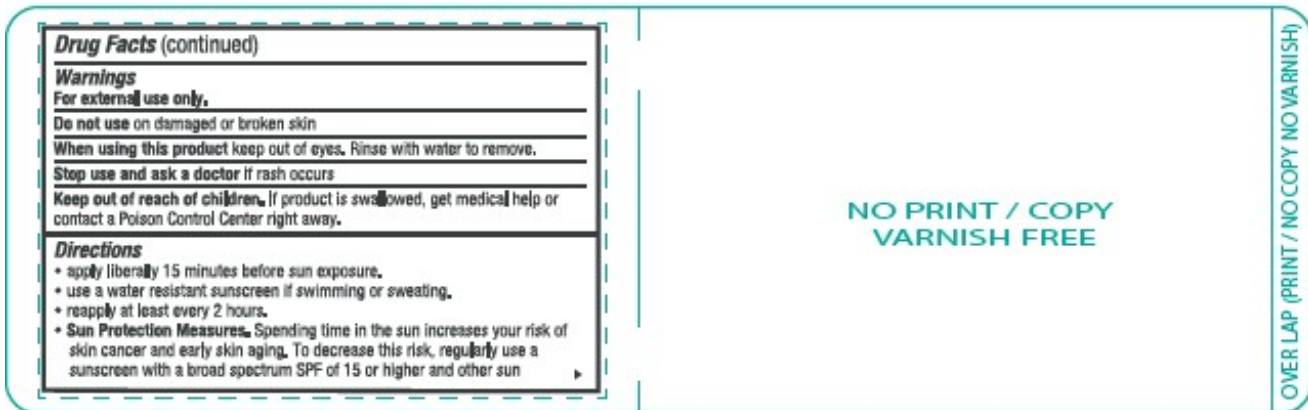 Drug Facts (continued)
Warnings
For external use only.
Do not use on damaged or broken skin
When using this product keep out of eyes. Rinse with water to remove.
Stop use and ask a doctor if rash occurs
Keep out of reach of children. If product is swallowed, get medical help or
contact a Poison Control Center right away.
Directions
• apply liberally 15 minutes before sun exposure.
• use a water resistant sunscreen if swimming or sweating.
• reapply at least every 2 hours.
• Sun Protection Measures. Spending time in the sun increases your risk of
skin cancer and early skin aging. To decrease this risk, regularly use a
sunscreen with a broad spectrum SPF of 15 or higher and other sun
NO PRINT / COPY
VARNISH FREE
OVER LAP (PRINT / NO COPY NO VARNISH)